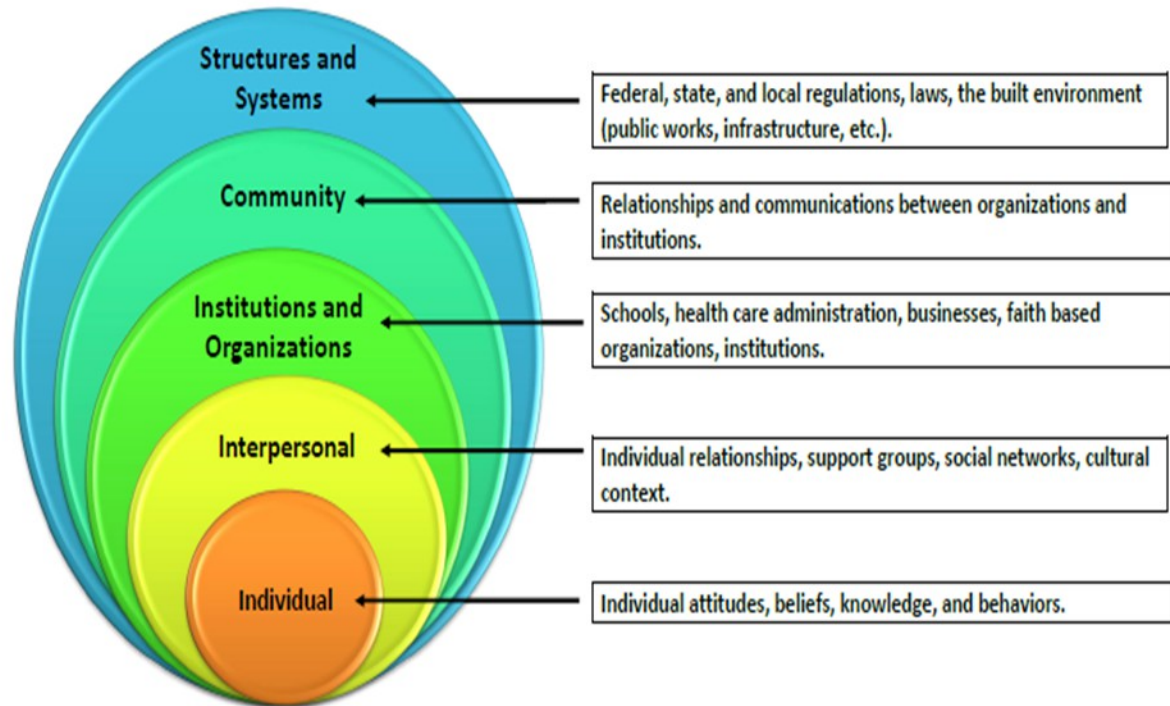 Structures and
Systems
Federal, state, and local regulations, laws, the built environment
(public works, infrastructure, etc.).
Community
Relationships and communications between organizations and
institutions.
Institutions and
Organizations
Schools, health care administration, businesses, faith based
organizations, institutions.
Interpersonal
Individual relationships, support groups, social networks, cultural
context.
Individual
Individual attitudes, beliefs, knowledge, and behaviors.